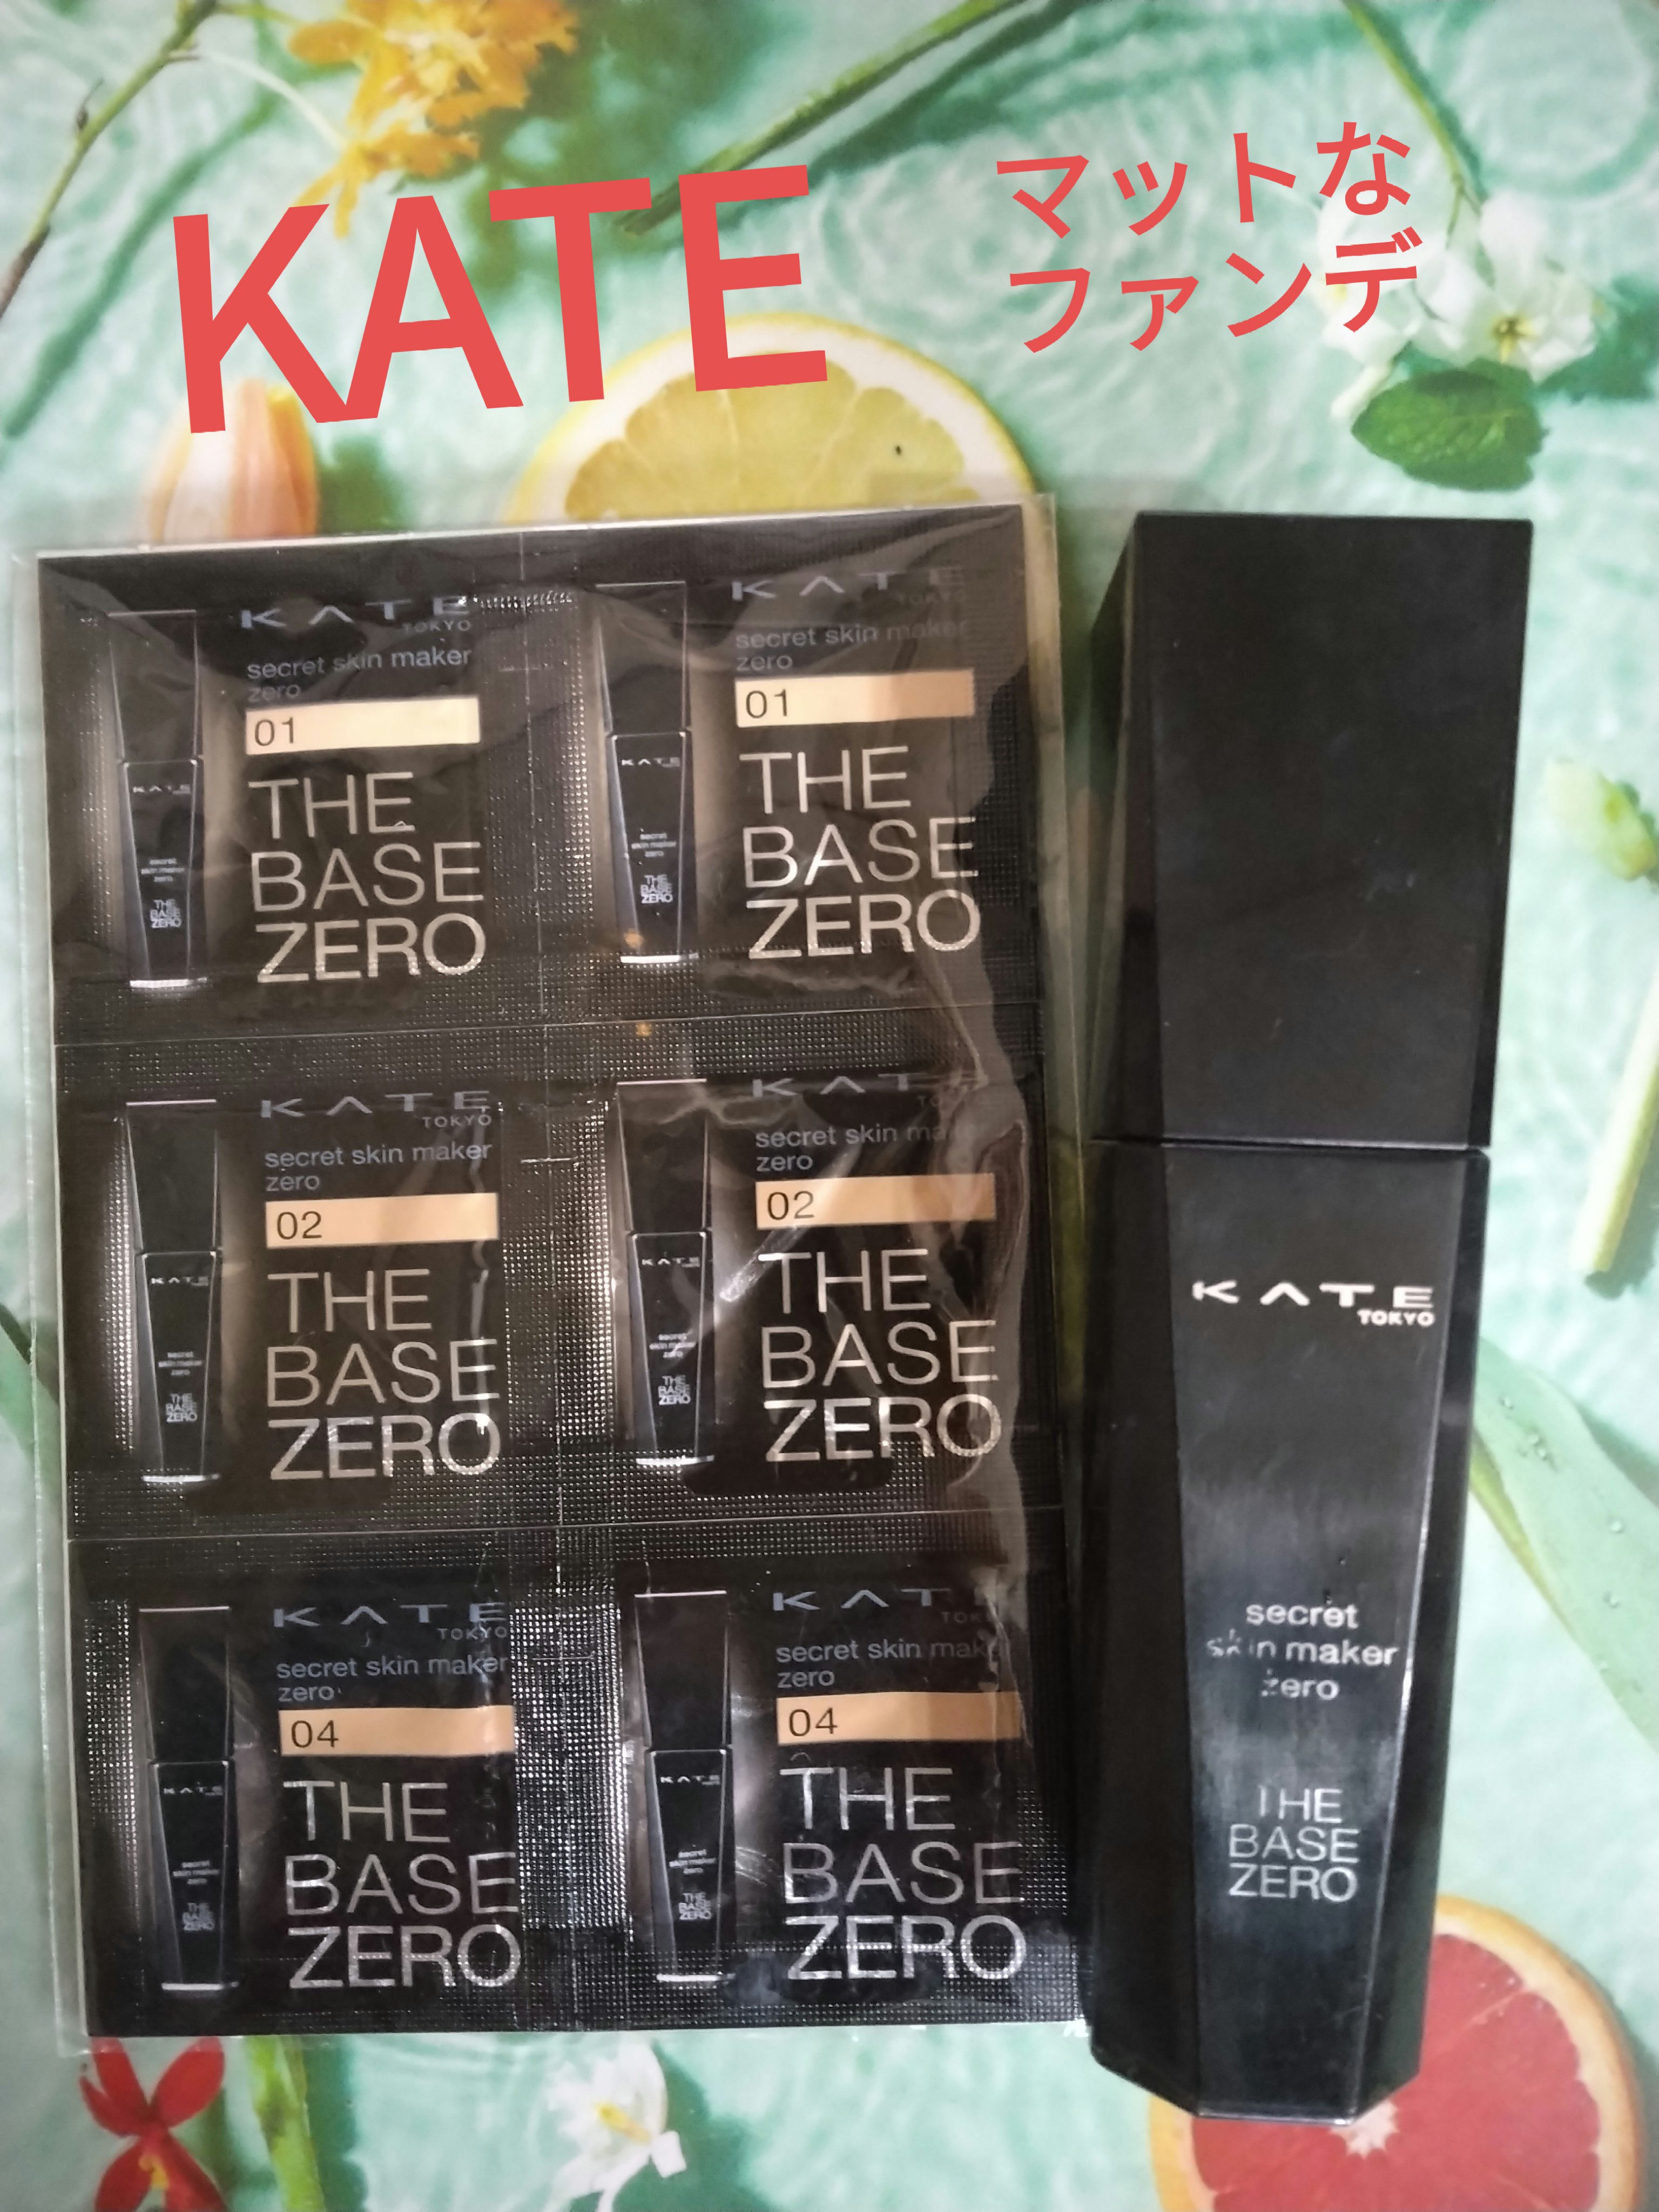 KATE
マットな
ファンデ
KATE
TOKYO
secret skin maker
zero
01
THE
BASE
ZERO
KATE
TOKYO
secret skin maker
zero
01
THE
BASE
ZERO
KATE
TOKYO
secret skin maker
zero
02
THE
BASE
ZERO
KATE
secret skin
zero
02
THE
BASE
ZERO
KATE
TOKYO
secret skin maker
zero
04
THE
BASE
ZERO
KATE
secret skin
zero
04
THE
BASE
ZERO
KATE
TOKYO
secret
skin maker
zero
THE
BASE
ZERO